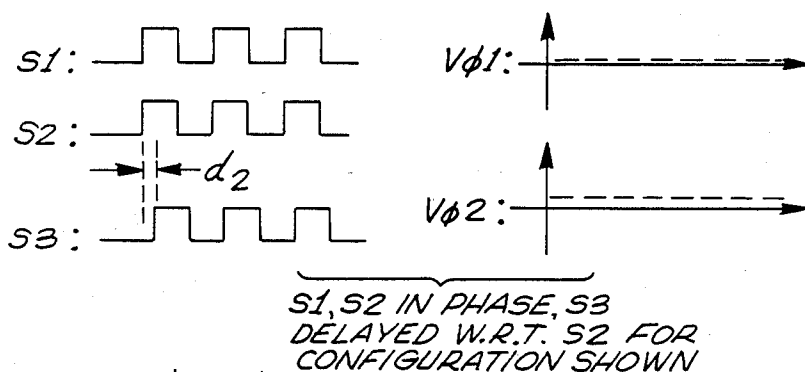 S1:
Vφ1:
S2:
d2
Vφ2:
S3:
S1, S2 IN PHASE, S3
DELAYED W.R.T. S2 FOR
CONFIGURATION SHOWN